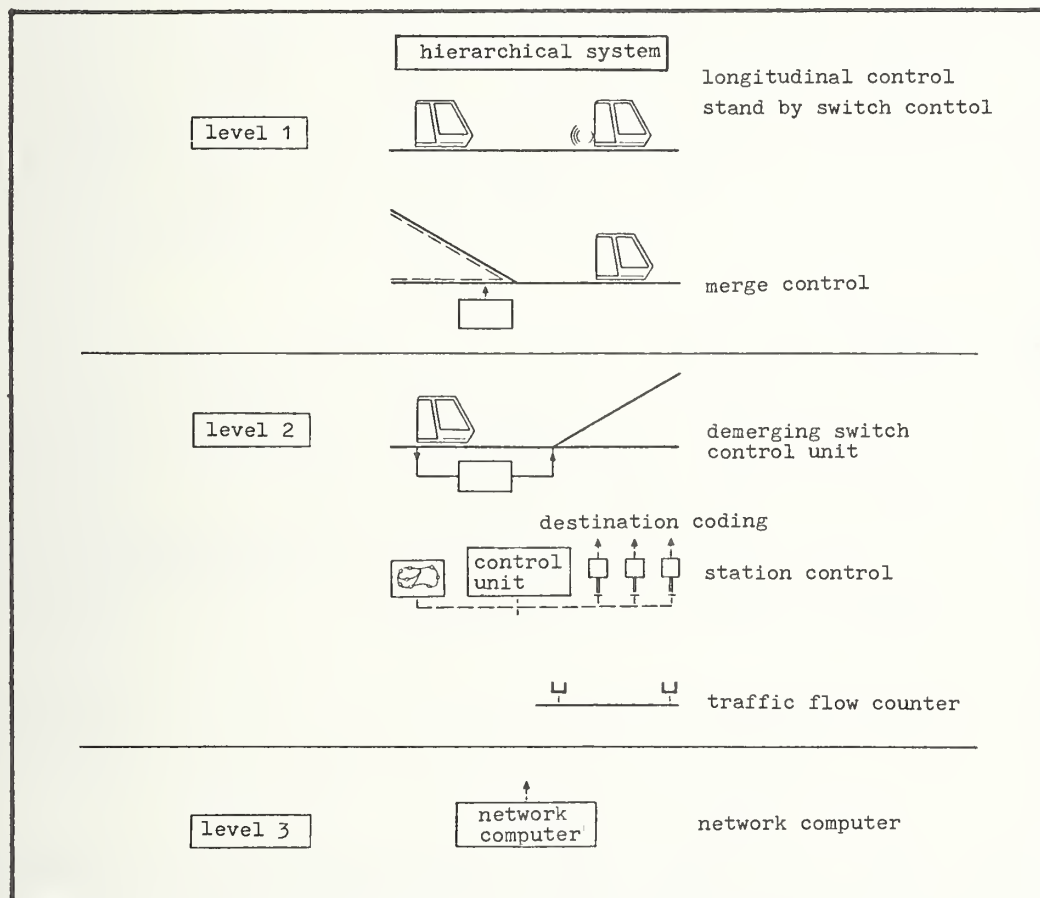 hierarchical system
longitudinal control
stand by switch conttol
level 1
merge control
level 2
demerging switch
control unit
destination coding
control
unit
station control
traffic flow counter
level 3
network
computer
network computer